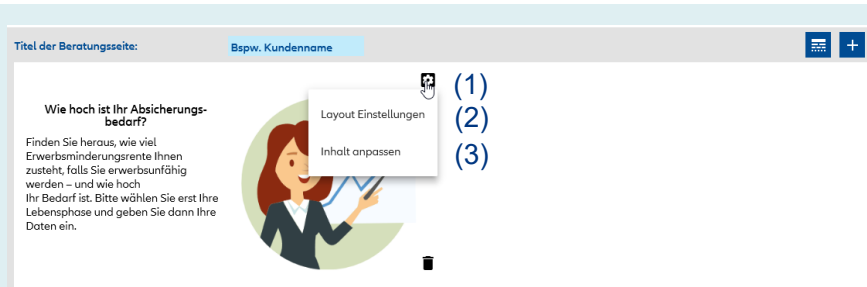 Titel der Beratungsseite:
Bspw. Kundenname
(1)
Layout Einstellungen
(2)
Inhalt anpassen
(3)
Wie hoch ist Ihr Absicherungs-
bedarf?
Finden Sie heraus, wie viel
Erwerbsminderungsrente Ihnen
zusteht, falls Sie erwerbsunfähig
werden – und wie hoch
Ihr Bedarf ist. Bitte wählen Sie erst Ihre
Lebensphase und geben Sie dann Ihre
Daten ein.